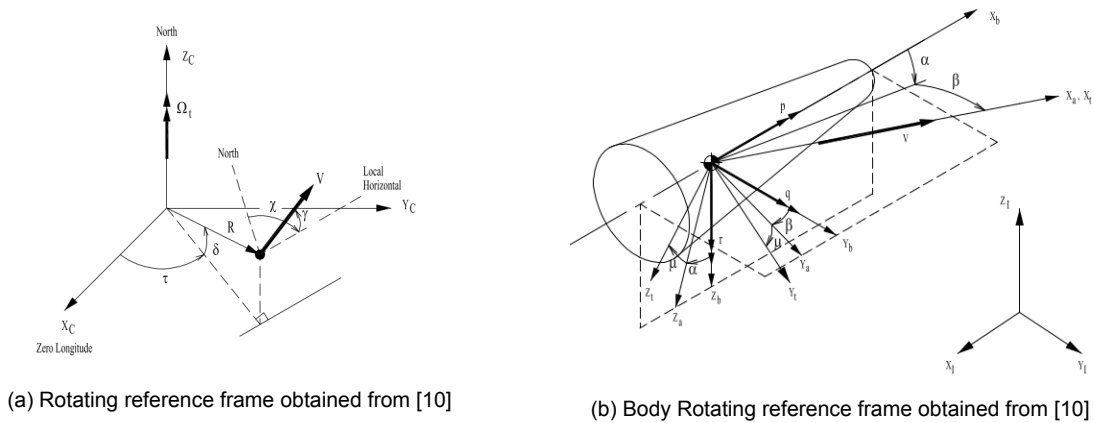 North
Z_C
Ω_t
North
V
Local
Horizontal
χ
γ
Y_C
R
δ
τ
X_C
Zero Longitude
(a) Rotating reference frame obtained from [10]
X_b
α
β
X_a , X_t
p
V
q
β
r
μ
Y_b
μ
α
Y_a
Z_t
Z_b
Y_t
Z_a
Z_I
X_I
Y_I
(b) Body Rotating reference frame obtained from [10]